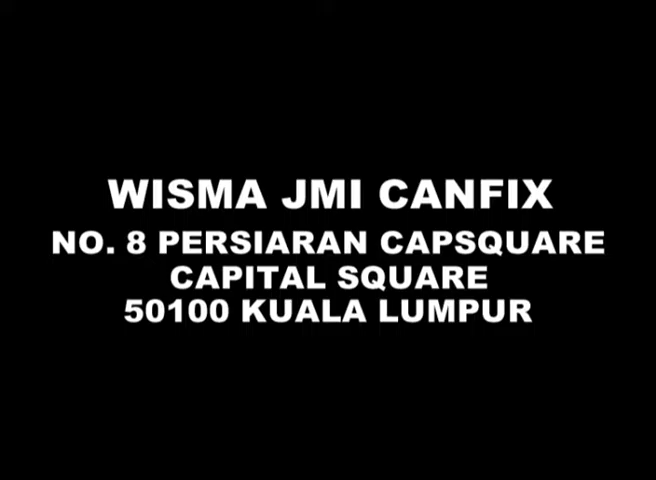 WISMA JMI CANFIX
NO. 8 PERSIARAN CAPSQUARE
CAPITAL SQUARE
50100 KUALA LUMPUR